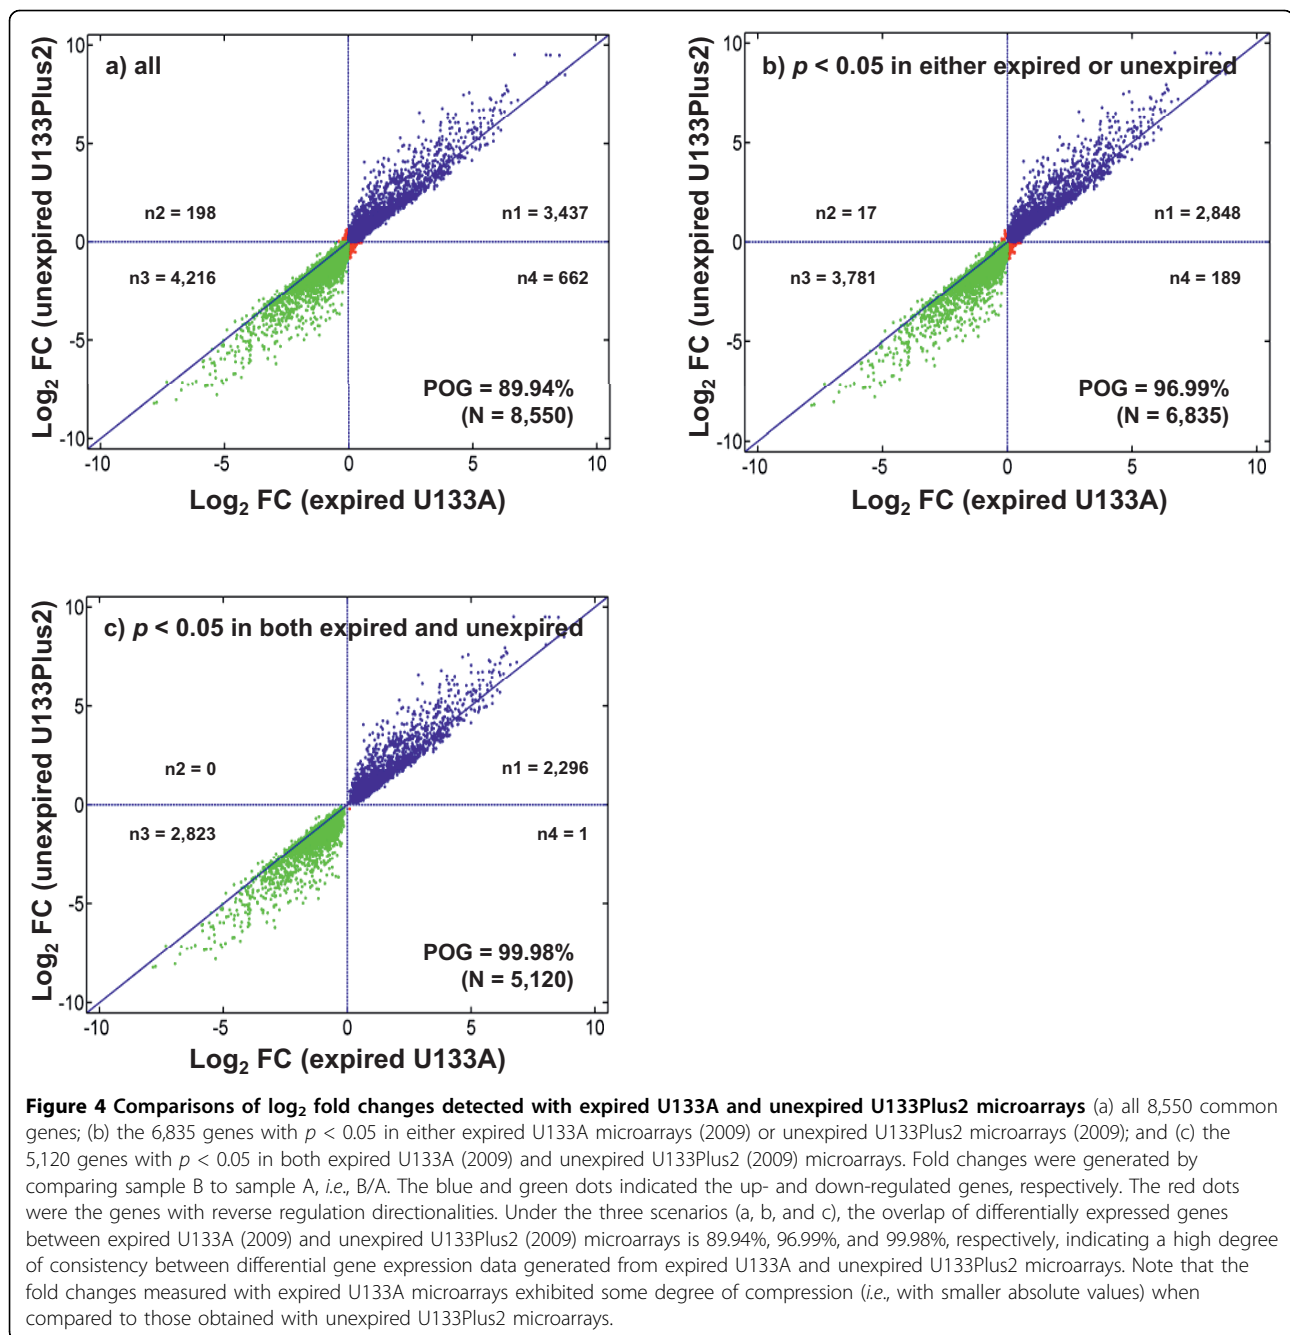 a) all
Log2 FC (unexpired U133Plus2)
10
5
0
-5
-10
n2 = 198
n1 = 3,437
n3 = 4,216
n4 = 662
POG = 89.94%
(N = 8,550)
-10 -5 0 5 10
Log2 FC (expired U133A)
b) p < 0.05 in either expired or unexpired
Log2 FC (unexpired U133Plus2)
10
5
0
-5
-10
n2 = 17
n1 = 2,848
n3 = 3,781
n4 = 189
POG = 96.99%
(N = 6,835)
-10 -5 0 5 10
Log2 FC (expired U133A)
c) p < 0.05 in both expired and unexpired
Log2 FC (unexpired U133Plus2)
10
5
0
-5
-10
n2 = 0
n1 = 2,296
n3 = 2,823
n4 = 1
POG = 99.98%
(N = 5,120)
-10 -5 0 5 10
Log2 FC (expired U133A)
Figure 4 Comparisons of log2 fold changes detected with expired U133A and unexpired U133Plus2 microarrays (a) all 8,550 common
genes; (b) the 6,835 genes with p < 0.05 in either expired U133A microarrays (2009) or unexpired U133Plus2 microarrays (2009); and (c) the
5,120 genes with p < 0.05 in both expired U133A (2009) and unexpired U133Plus2 (2009) microarrays. Fold changes were generated by
comparing sample B to sample A, i.e., B/A. The blue and green dots indicated the up- and down-regulated genes, respectively. The red dots
were the genes with reverse regulation directionalities. Under the three scenarios (a, b, and c), the overlap of differentially expressed genes
between expired U133A (2009) and unexpired U133Plus2 (2009) microarrays is 89.94%, 96.99%, and 99.98%, respectively, indicating a high degree
of consistency between differential gene expression data generated from expired U133A and unexpired U133Plus2 microarrays. Note that the
fold changes measured with expired U133A microarrays exhibited some degree of compression (i.e., with smaller absolute values) when
compared to those obtained with unexpired U133Plus2 microarrays.